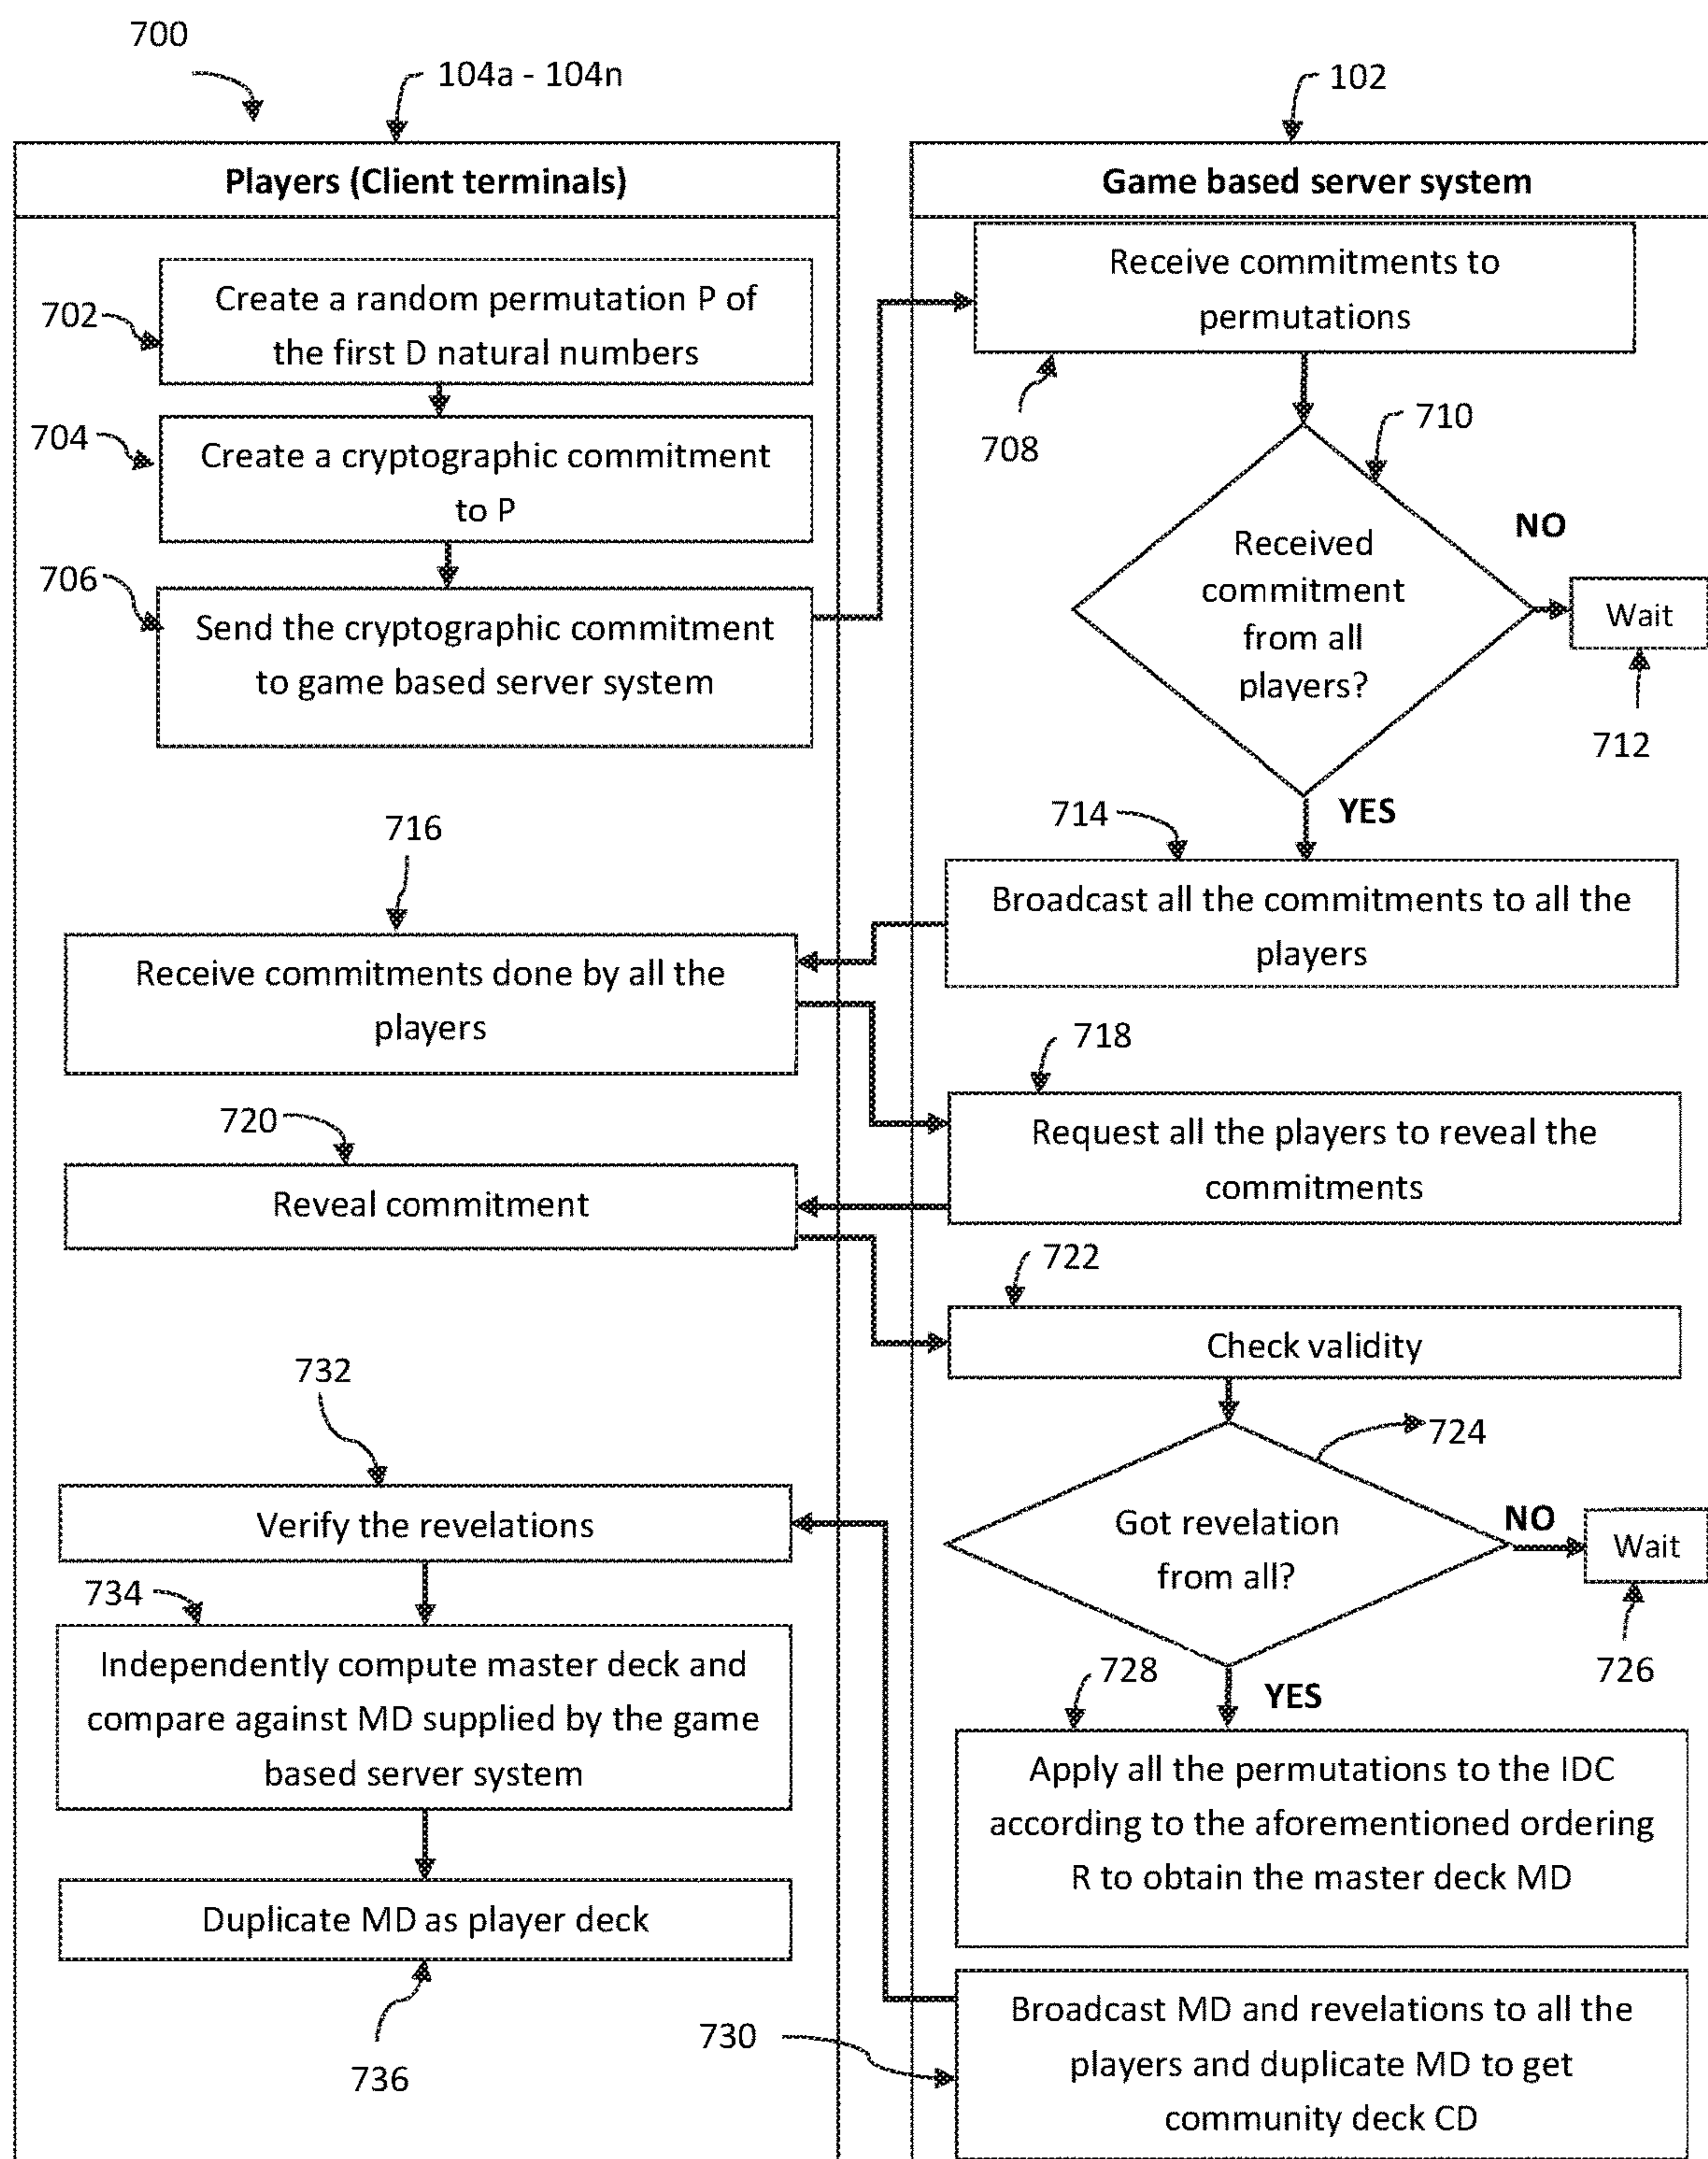 700
104a - 104n
102
Players (Client terminals)
Game based server system
702
Create a random permutation P of
the first D natural numbers
704
Create a cryptographic commitment
to P
706
Send the cryptographic commitment
to game based server system
Receive commitments to
permutations
708
710
Received
commitment
from all
players?
NO
Wait
712
YES
714
Broadcast all the commitments to all the
players
716
Receive commitments done by all the
players
718
Request all the players to reveal the
commitments
720
Reveal commitment
722
Check validity
724
Got revelation
from all?
NO
Wait
726
YES
728
Apply all the permutations to the IDC
according to the aforementioned ordering
R to obtain the master deck MD
730
Broadcast MD and revelations to all the
players and duplicate MD to get
community deck CD
732
Verify the revelations
734
Independently compute master deck and
compare against MD supplied by the game
based server system
Duplicate MD as player deck
736